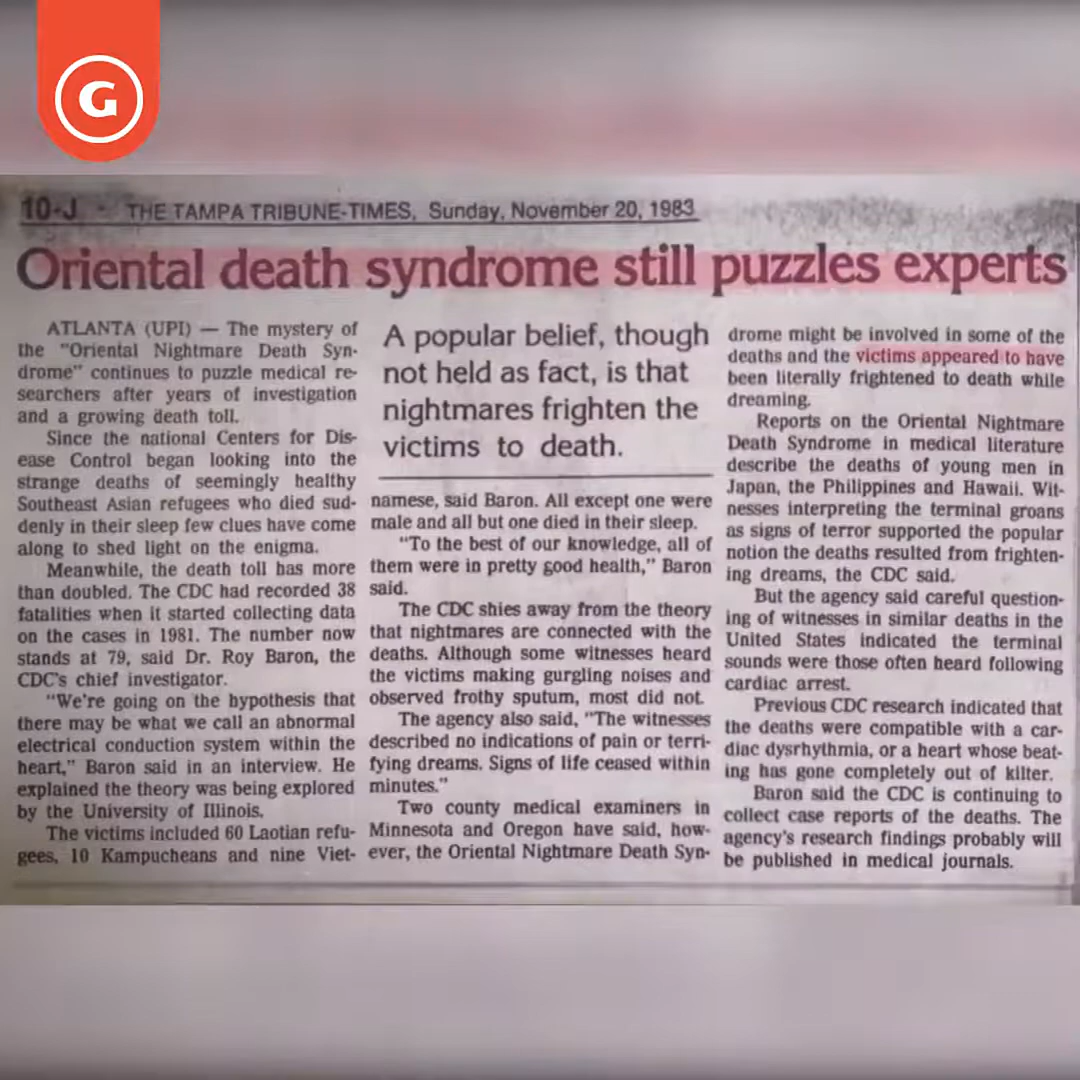 G
10-J - THE TAMPA TRIBUNE-TIMES, Sunday, November 20, 1983
Oriental death syndrome still puzzles experts
ATLANTA (UPI) — The mystery of
the "Oriental Nightmare Death Syn-
drome" continues to puzzle medical re-
searchers after years of investigation
and a growing death toll.
Since the national Centers for Dis-
ease Control began looking into the
strange deaths of seemingly healthy
Southeast Asian refugees who died sud-
denly in their sleep few clues have come
along to shed light on the enigma.
Meanwhile, the death toll has more
than doubled. The CDC had recorded 38
fatalities when it started collecting data
on the cases in 1981. The number now
stands at 79, said Dr. Roy Baron, the
CDC's chief investigator.
"We're going on the hypothesis that
there may be what we call an abnormal
electrical conduction system within the
heart," Baron said in an interview. He
explained the theory was being explored
by the University of Illinois.
The victims included 60 Laotian refu-
gees, 10 Kampucheans and nine Viet-
A popular belief, though
not held as fact, is that
nightmares frighten the
victims to death.
namese, said Baron. All except one were
male and all but one died in their sleep.
"To the best of our knowledge, all of
them were in pretty good health," Baron
said.
The CDC shies away from the theory
that nightmares are connected with the
deaths. Although some witnesses heard
the victims making gurgling noises and
observed frothy sputum, most did not.
The agency also said, "The witnesses
described no indications of pain or terri-
fying dreams. Signs of life ceased within
minutes."
Two county medical examiners in
Minnesota and Oregon have said, how-
ever, the Oriental Nightmare Death Syn-
drome might be involved in some of the
deaths and the victims appeared to have
been literally frightened to death while
dreaming.
Reports on the Oriental Nightmare
Death Syndrome in medical literature
describe the deaths of young men in
Japan, the Philippines and Hawaii. Wit-
nesses interpreting the terminal groans
as signs of terror supported the popular
notion the deaths resulted from frighten-
ing dreams, the CDC said.
But the agency said careful question-
ing of witnesses in similar deaths in the
United States indicated the terminal
sounds were those often heard following
cardiac arrest.
Previous CDC research indicated that
the deaths were compatible with a car-
diac dysrhythmia, or a heart whose beat-
ing has gone completely out of kilter.
Baron said the CDC is continuing to
collect case reports of the deaths. The
agency's research findings probably will
be published in medical journals.